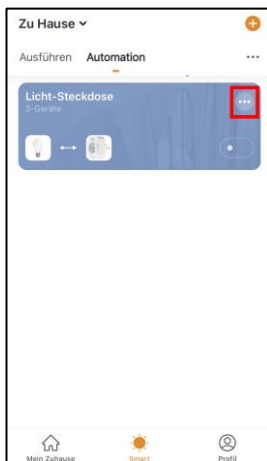 Zu Hause
Ausführen Automation
Licht-Steckdose
2-Geräte
Mein Zuhause Smart Profil